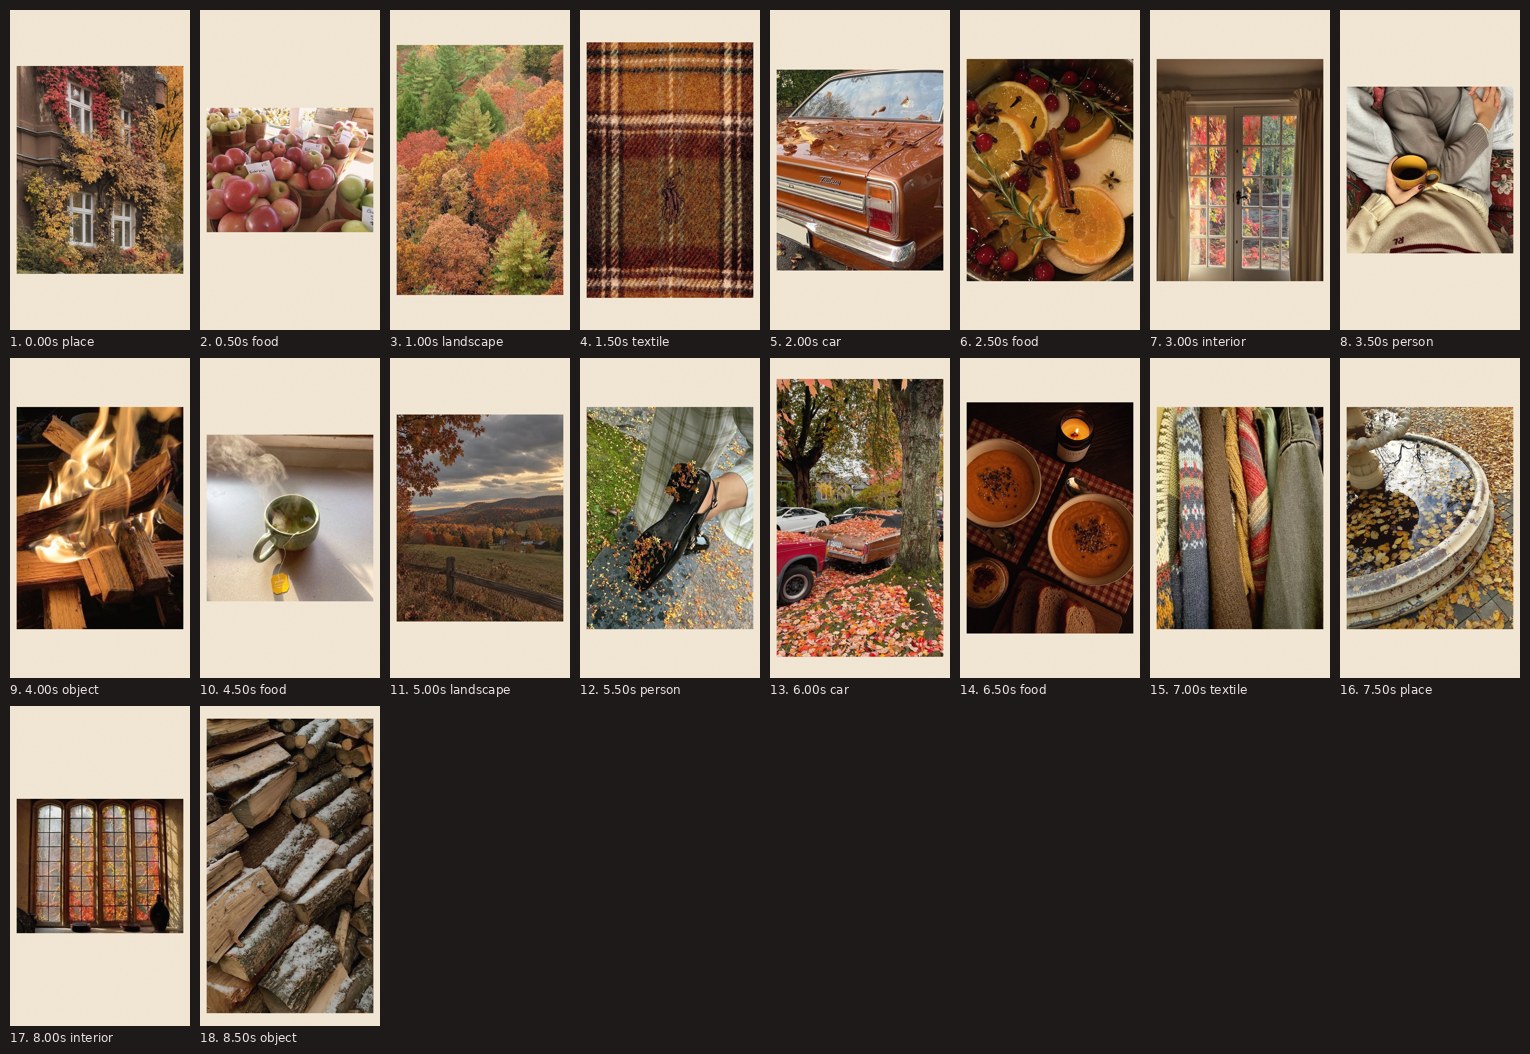 1. 0.00s place
2. 0.50s food
3. 1.00s landscape
4. 1.50s textile
5. 2.00s car
6. 2.50s food
7. 3.00s interior
8. 3.50s person
9. 4.00s object
10. 4.50s food
11. 5.00s landscape
12. 5.50s person
13. 6.00s car
14. 6.50s food
15. 7.00s textile
16. 7.50s place
17. 8.00s interior
18. 8.50s object